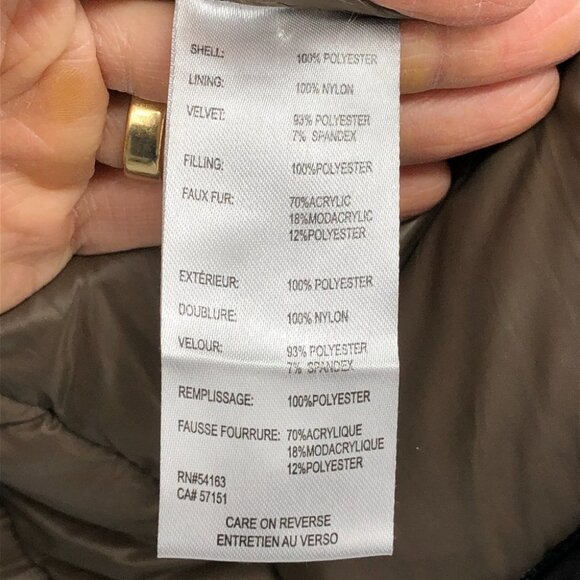 SHELL: 100% POLYESTER
LINING: 100% NYLON
VELVET: 93% POLYESTER
7% SPANDEX
FILLING: 100%POLYESTER
FAUX FUR: 70%ACRYLIC
18%MODACRYLIC
12%POLYESTER
EXTÉRIEUR: 100% POLYESTER
DOUBLURE: 100% NYLON
VELOUR: 93% POLYESTER
7% SPANDEX
REMPLISSAGE: 100%POLYESTER
FAUSSE FOURRURE: 70%ACRYLIQUE
18%MODACRYLIQUE
12%POLYESTER
RN#54163
CA# 57151
CARE ON REVERSE
ENTRETIEN AU VERSO